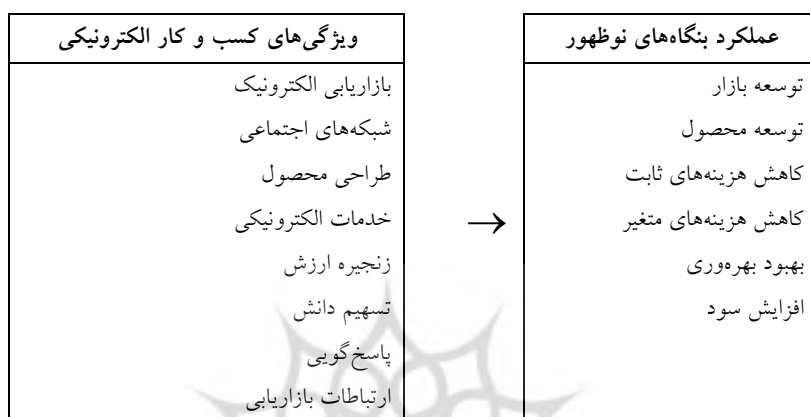 ویژگی‌های کسب و کار الکترونیکی
بازاریابی الکترونیک
شبکه‌های اجتماعی
طراحی محصول
خدمات الکترونیکی
زنجیره ارزش
تسهیم دانش
پاسخ‌گویی
ارتباطات بازاریابی
→
عملکرد بنگاه‌های نوظهور
توسعه بازار
توسعه محصول
کاهش هزینه‌های ثابت
کاهش هزینه‌های متغیر
بهبود بهره‌وری
افزایش سود